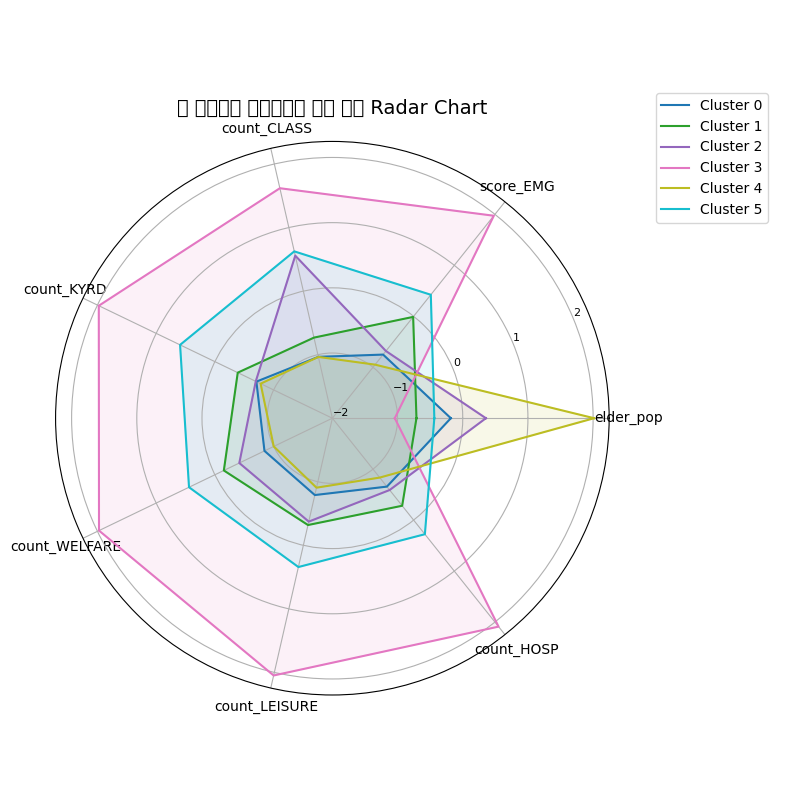 Radar Chart
Cluster 0
Cluster 1
Cluster 2
Cluster 3
Cluster 4
Cluster 5
count_CLASS
score_EMG
count_KYRD
2
1
0
−1
−2
elder_pop
count_WELFARE
count_HOSP
count_LEISURE